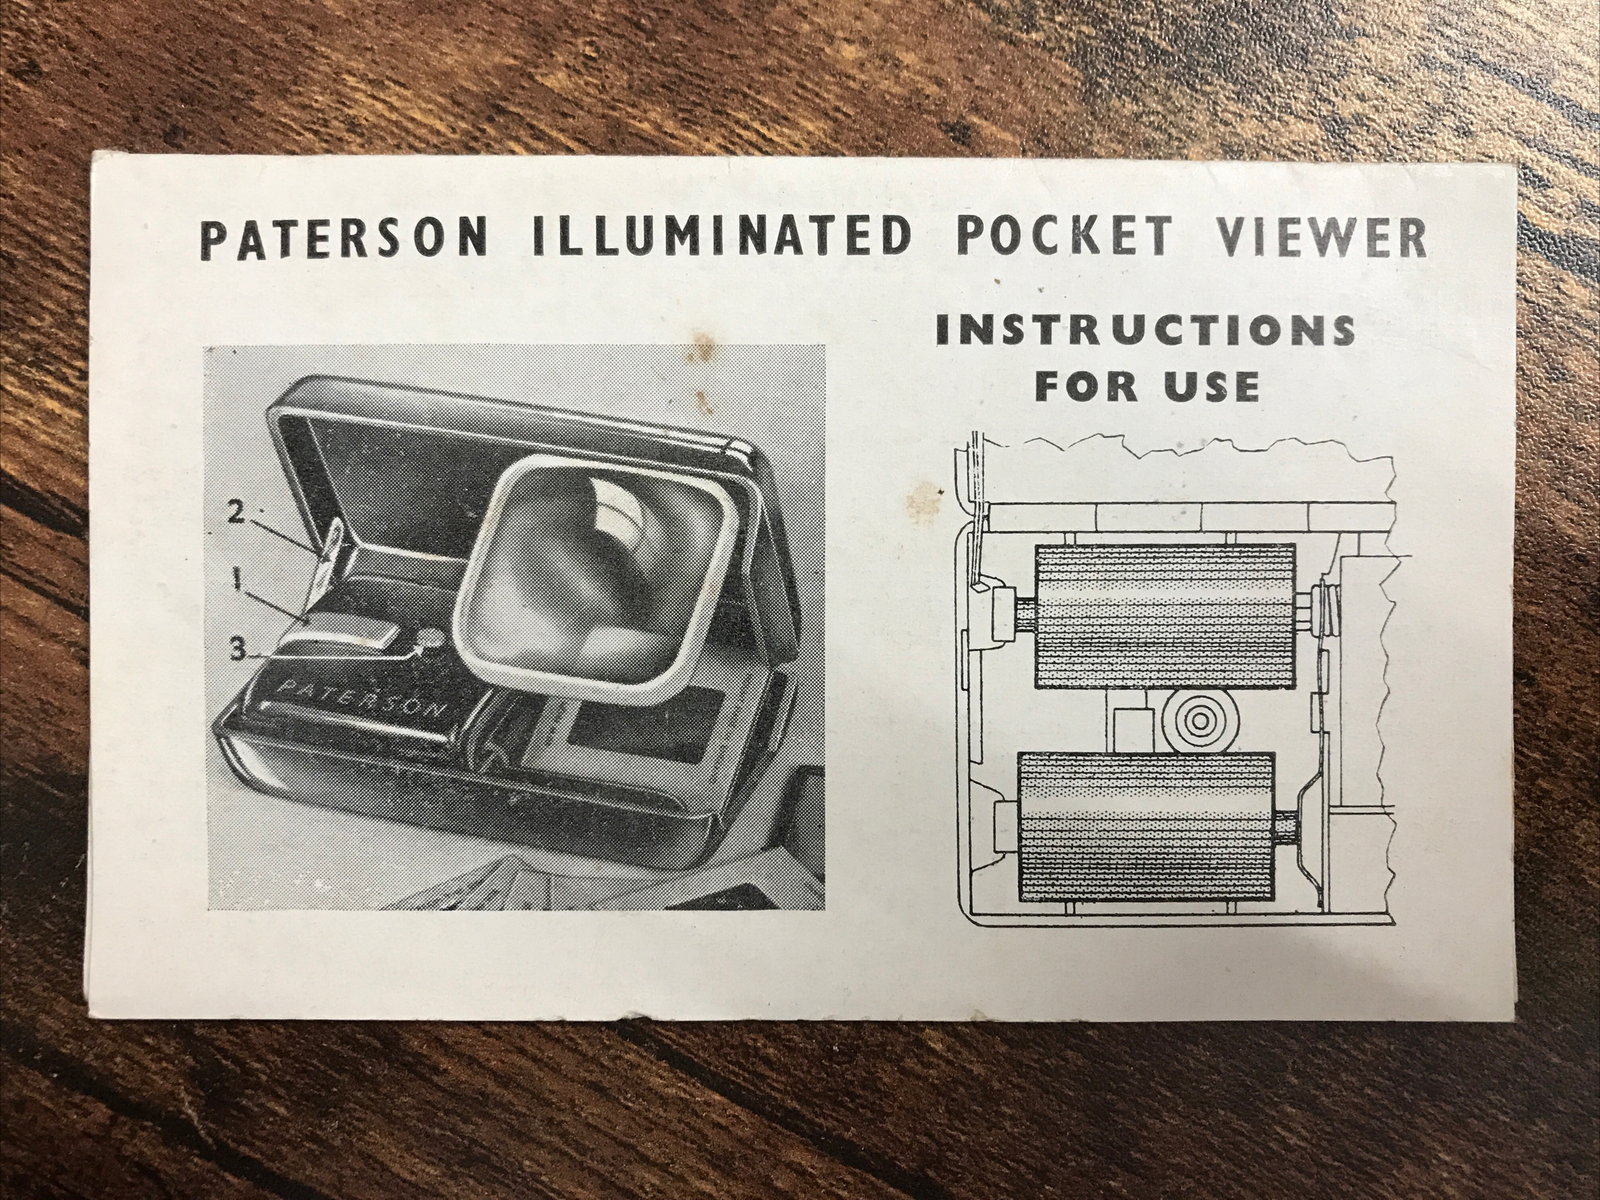 PATERSON ILLUMINATED POCKET VIEWER
INSTRUCTIONS
FOR USE
2
1
3
PATERSON